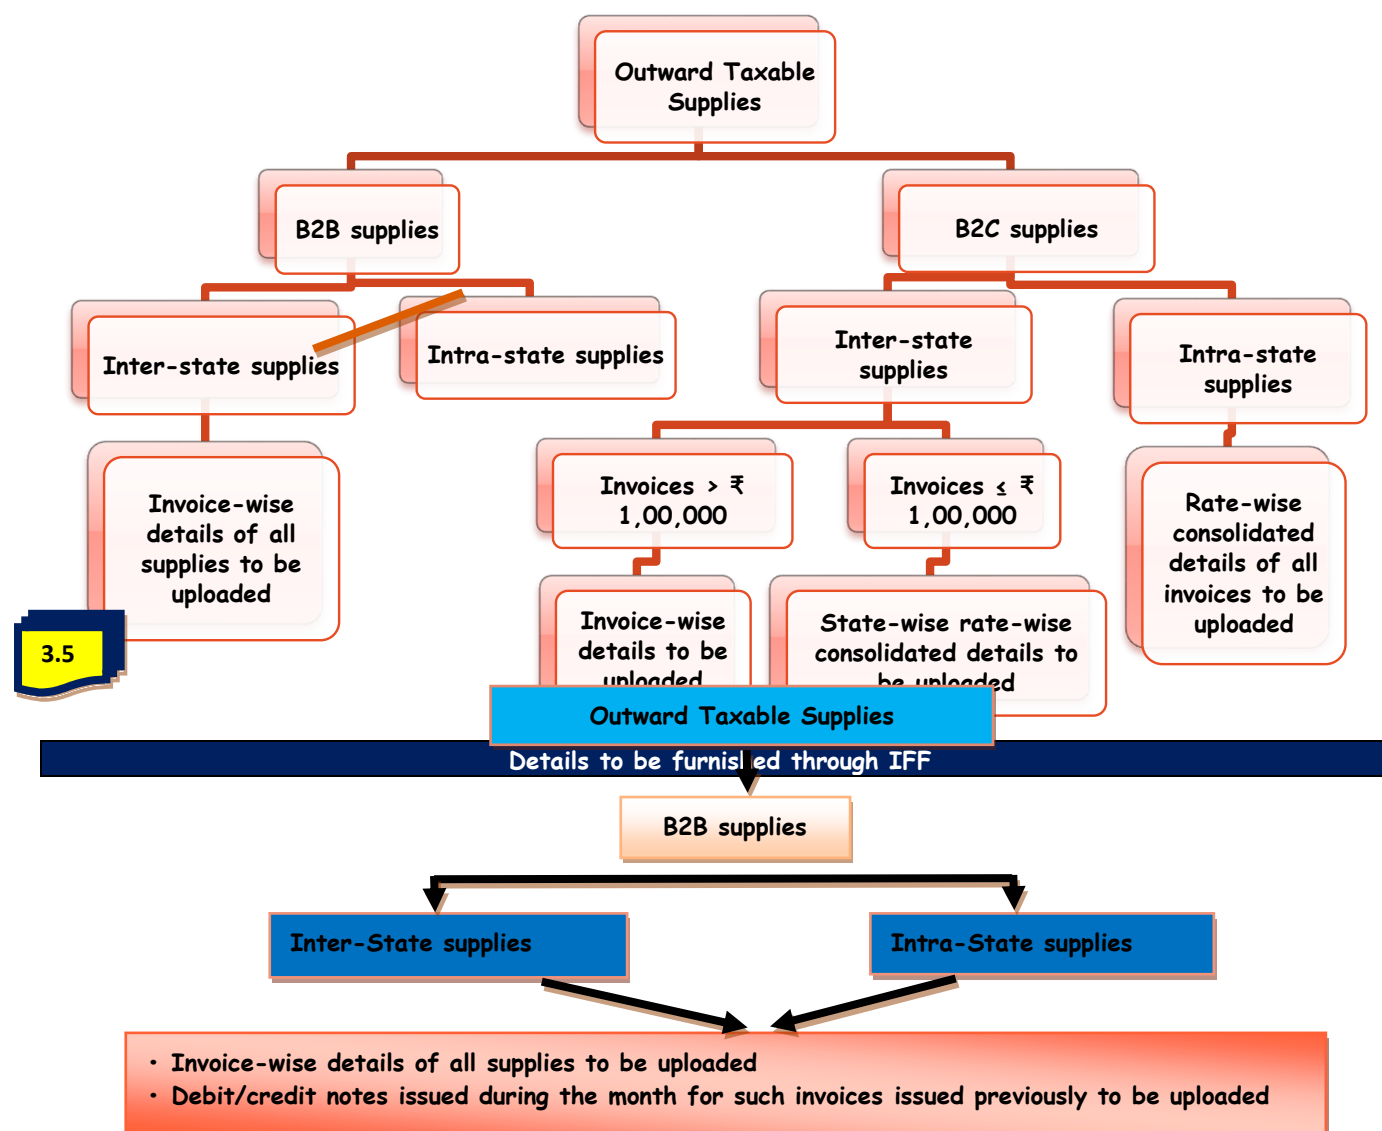 Outward Taxable
Supplies
B2B supplies
B2C supplies
Inter-state supplies
Intra-state supplies
Inter-state
supplies
Intra-state
supplies
Invoice-wise
details of all
supplies to be
uploaded
Invoices > ₹
1,00,000
Invoices ≤ ₹
1,00,000
Rate-wise
consolidated
details of all
invoices to be
uploaded
Invoice-wise
details to be
uploaded
State-wise rate-wise
consolidated details to
be uploaded
3.5
Outward Taxable Supplies
Details to be furnished through IFF
B2B supplies
Inter-State supplies
Intra-State supplies
• Invoice-wise details of all supplies to be uploaded
• Debit/credit notes issued during the month for such invoices issued previously to be uploaded